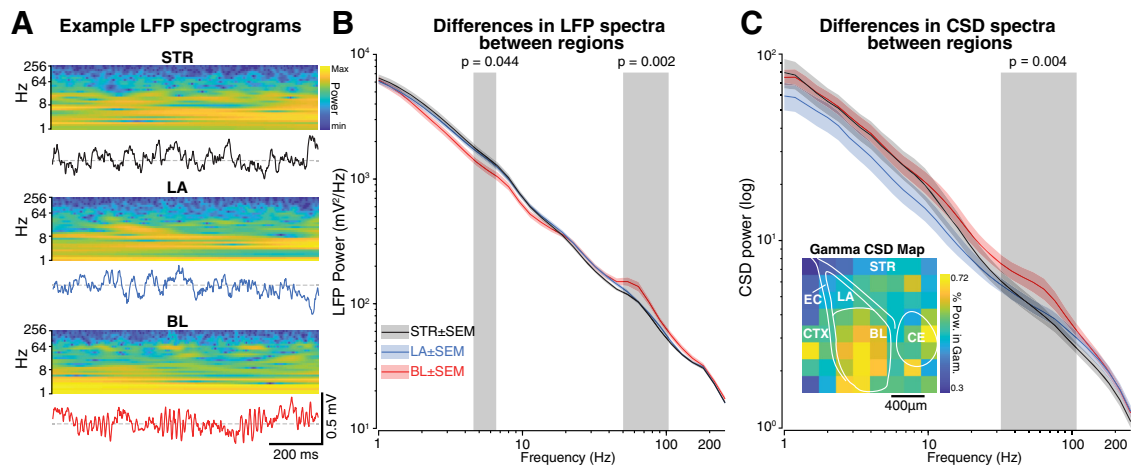 A
Example LFP spectrograms
STR
256
64
8
1
Hz
Max
Power
min
LA
256
64
8
1
Hz
BL
256
64
8
1
Hz
0.5 mV
200 ms
B
Differences in LFP spectra
between regions
p = 0.044
p = 0.002
10⁴
10³
10²
10¹
LFP Power (mV²/Hz)
STR±SEM
LA±SEM
BL±SEM
1
10
100
200
Frequency (Hz)
C
Differences in CSD spectra
between regions
p = 0.004
10²
10¹
10⁰
CSD power (log)
Gamma CSD Map
STR
EC
LA
CTX
BL
CE
0.72
% Pow. in Gam.
0.3
400µm
1
10
100
200
Frequency (Hz)